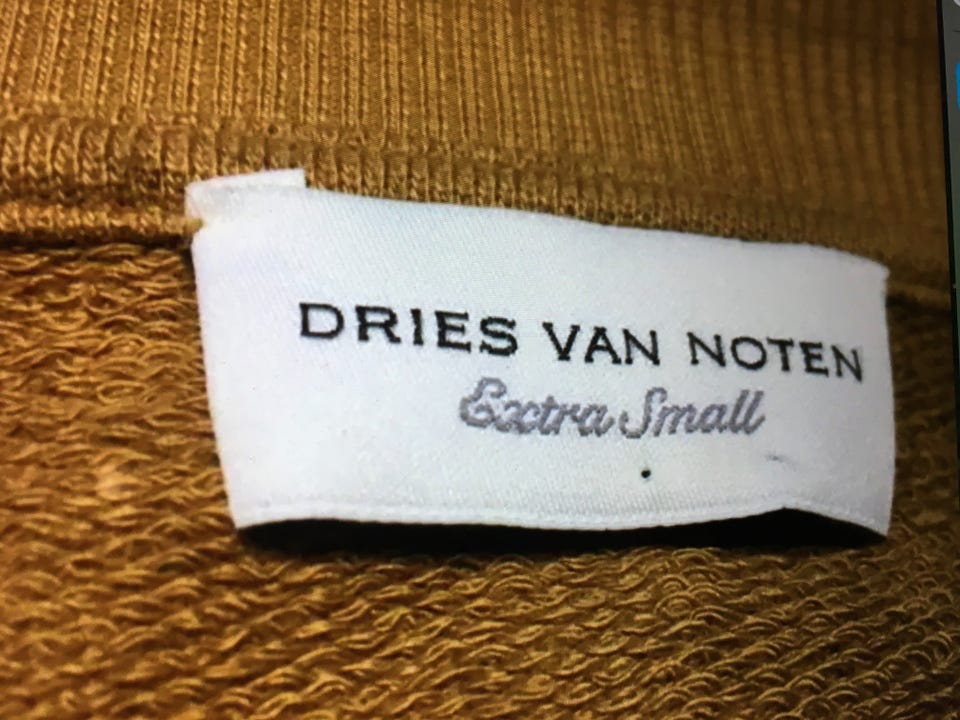 DRIES VAN NOTEN
Extra Small